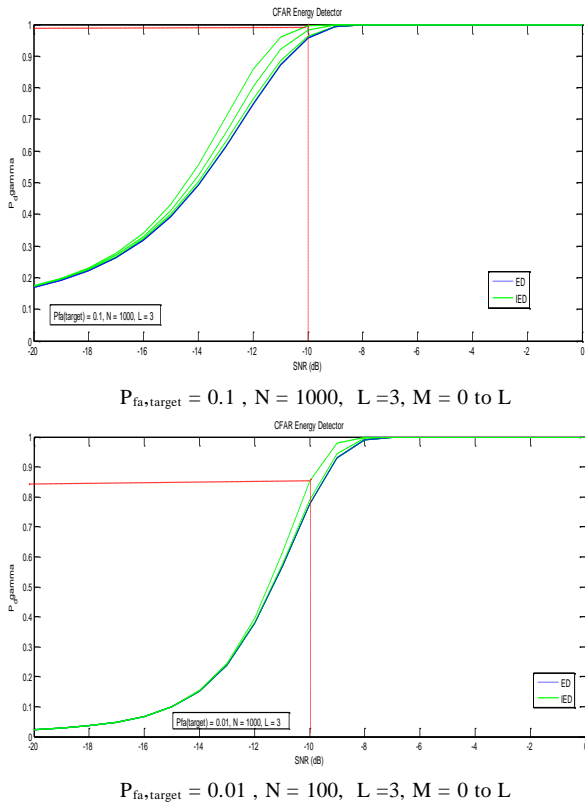 CFAR Energy Detector
1
0.9
0.8
0.7
0.6
0.5
0.4
0.3
0.2
0.1
0
P_dgamma
ED
IED
Pfa(target) = 0.1, N = 1000, L = 3
-20 -18 -16 -14 -12 -10 -8 -6 -4 -2 0
SNR (dB)
Pfa,target = 0.1 , N = 1000, L =3, M = 0 to L
CFAR Energy Detector
1
0.9
0.8
0.7
0.6
0.5
0.4
0.3
0.2
0.1
0
P_dgamma
ED
IED
Pfa(target) = 0.01, N = 1000, L = 3
-20 -18 -16 -14 -12 -10 -8 -6 -4 -2 0
SNR (dB)
Pfa,target = 0.01 , N = 100, L =3, M = 0 to L